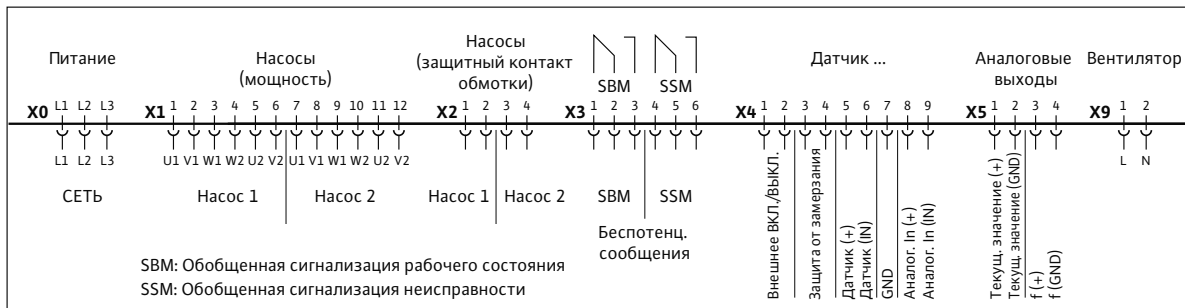 Питание
Насосы
(мощность)
Насосы
(защитный контакт
обмотки)
SBM
SSM
Датчик ...
Аналоговые
выходы
Вентилятор
X0 L1 L2 L3
X1 1 2 3 4 5 6 7 8 9 10 11 12
X2 1 2 3 4
X3 1 2 3 4 5 6
X4 1 2 3 4 5 6 7 8 9
X5 1 2 3 4
X9 1 2
L1 L2 L3
U1 V1 W1 W2 U2 V2 U1 V1 W1 W2 U2 V2
L N
СЕТЬ
Насос 1
Насос 2
Насос 1
Насос 2
SBM
SSM
Беспотенц.
сообщения
Внешнее ВКЛ./ВЫКЛ.
Защита от замерзания
Датчик (+)
Датчик (IN)
GND
Аналог. In (+)
Аналог. In (IN)
Текущ. значение (+)
Текущ. значение (GND)
f (+)
f (GND)
SBM: Обобщенная сигнализация рабочего состояния
SSM: Обобщенная сигнализация неисправности